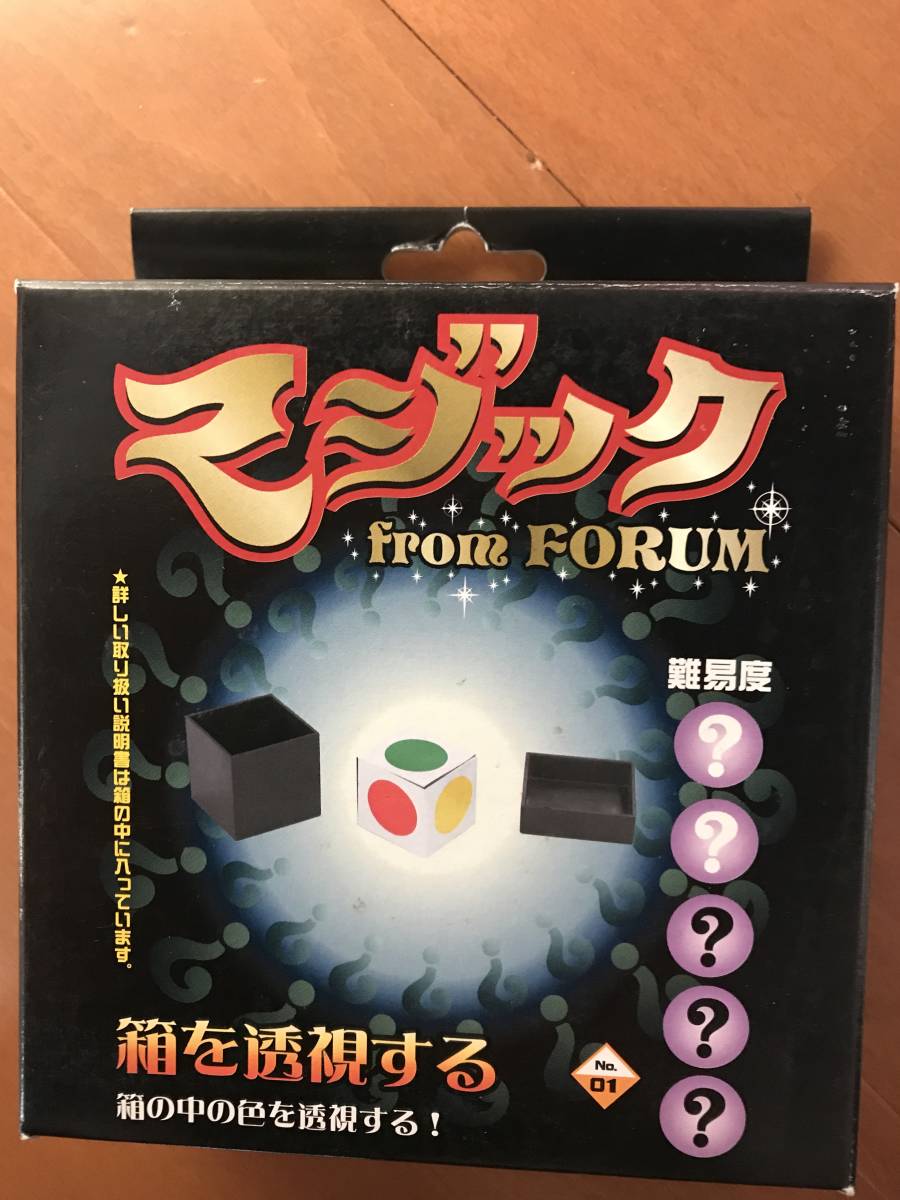 マジック
from FORUM
★詳しい取り扱い説明書は箱の中に入っています。
難易度
?
?
?
?
?
箱を透視する
No.
01
箱の中の色を透視する!